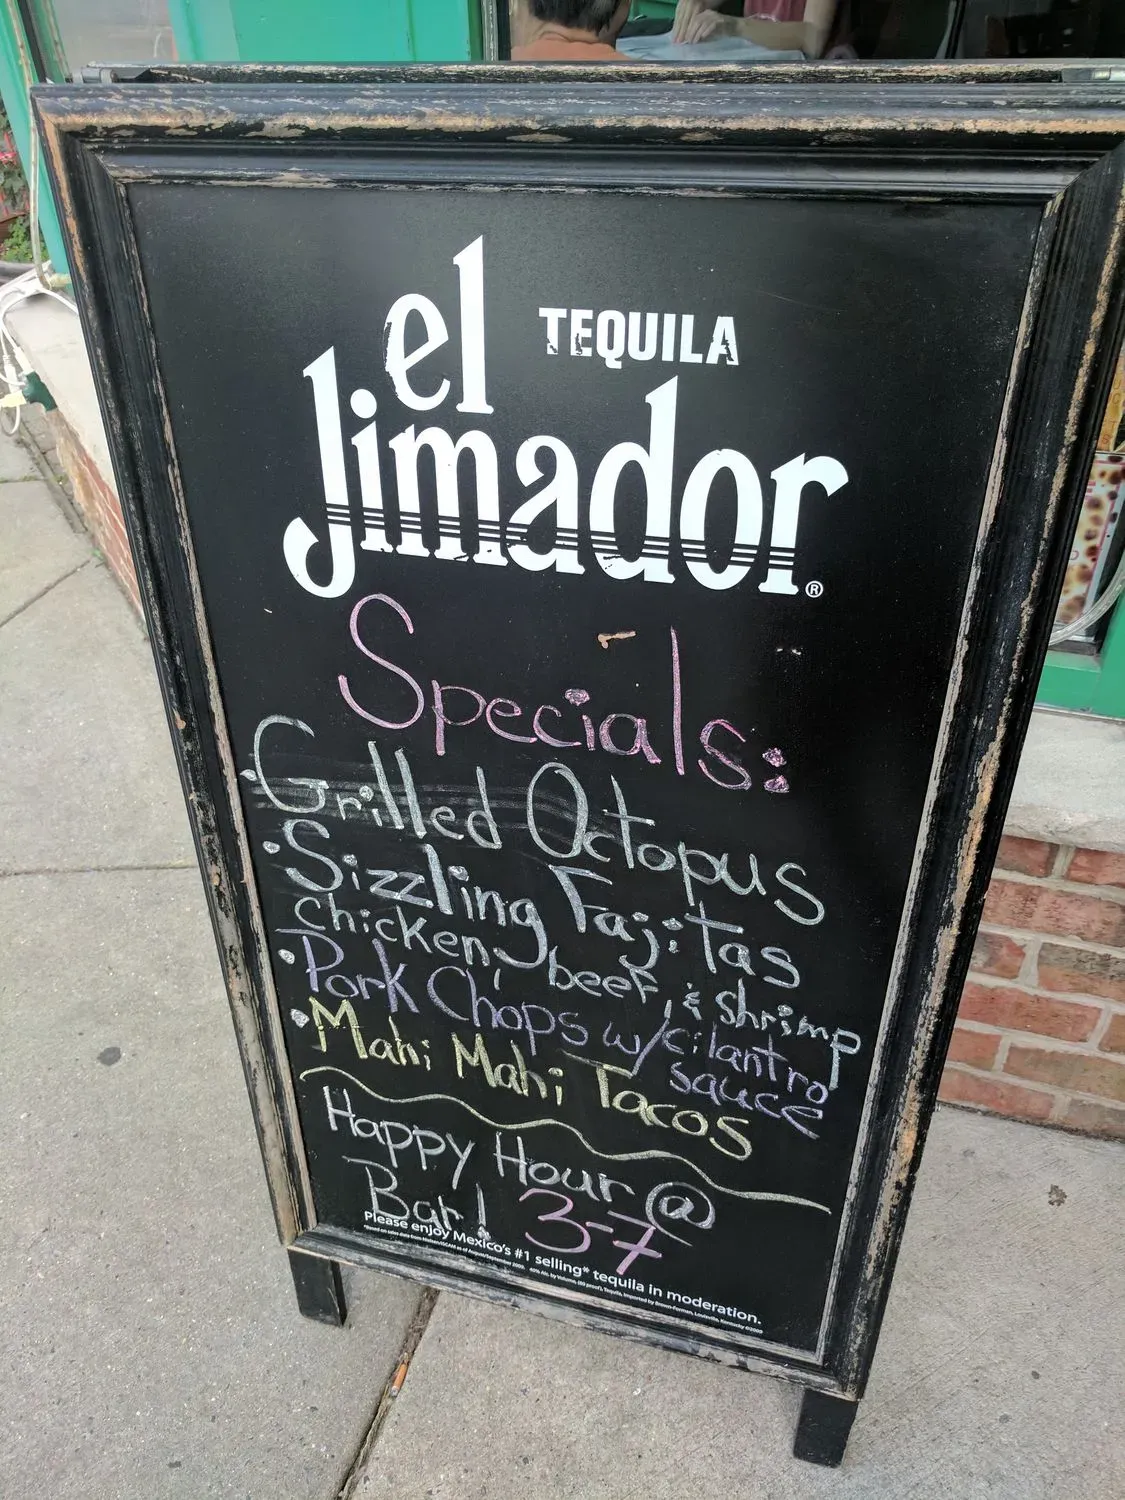 el TEQUILA
Jimador®
Specials:
Grilled Octopus
• Sizzling Fajitas
chicken, beef, & shrimp
• Pork Chops w/cilantro
sauce
• Mahi Mahi Tacos
Happy Hour @
Bar! 3-7
Please enjoy Mexico's #1 selling* tequila in moderation.